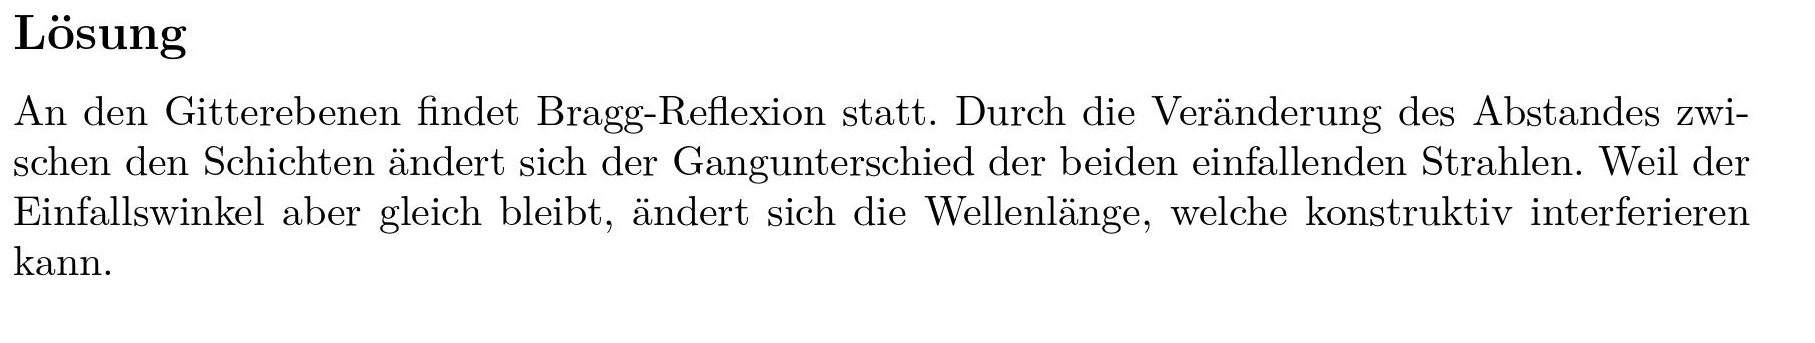 Lösung
An den Gitterebenen findet Bragg-Reflexion statt. Durch die Veränderung des Abstandes zwi-
schen den Schichten ändert sich der Gangunterschied der beiden einfallenden Strahlen. Weil der
Einfallswinkel aber gleich bleibt, ändert sich die Wellenlänge, welche konstruktiv interferieren
kann.